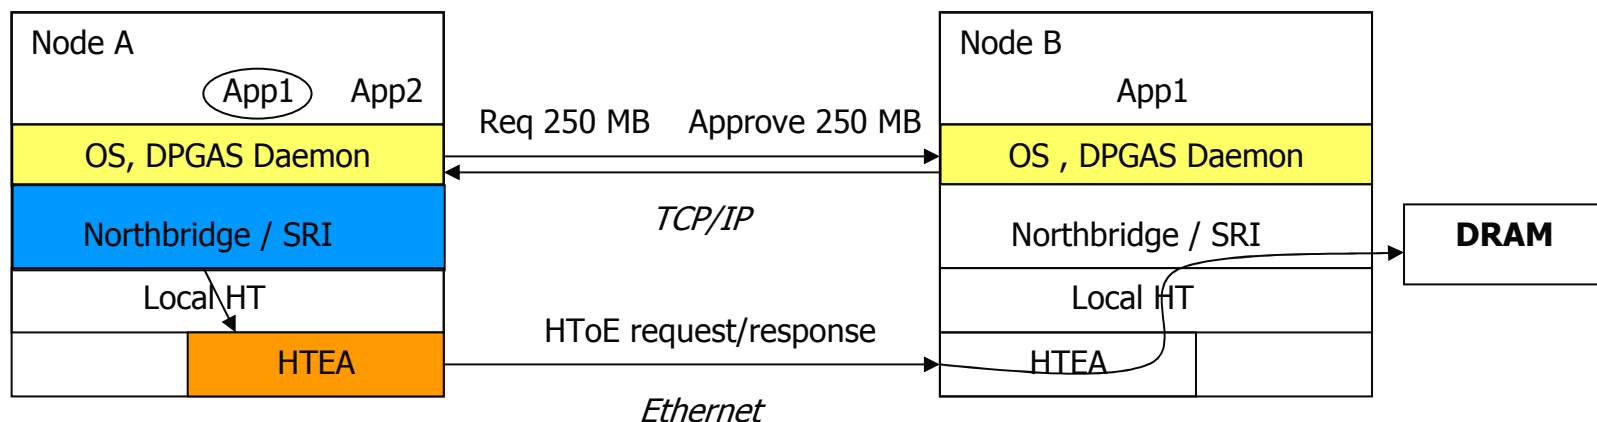 Node A
App1 App2
OS, DPGAS Daemon
Northbridge / SRI
Local HT
HTEA
Req 250 MB Approve 250 MB
TCP/IP
HToE request/response
Ethernet
Node B
App1
OS , DPGAS Daemon
Northbridge / SRI
Local HT
HTEA
DRAM